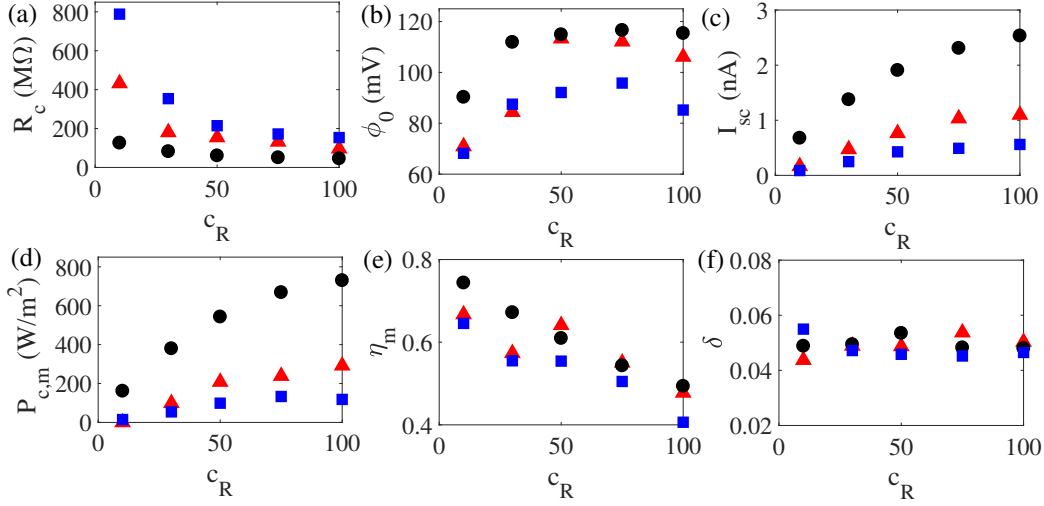 (a)
800
600
400
200
0
R_c (MΩ)
0
50
100
c_R
(b)
120
100
80
60
ϕ_0 (mV)
0
50
100
c_R
(c)
3
2
1
0
I_sc (nA)
0
50
100
c_R
(d)
800
600
400
200
0
P_c,m (W/m²)
0
50
100
c_R
(e)
0.8
0.6
0.4
η_m
0
50
100
c_R
(f)
0.08
0.06
0.04
0.02
δ
0
50
100
c_R